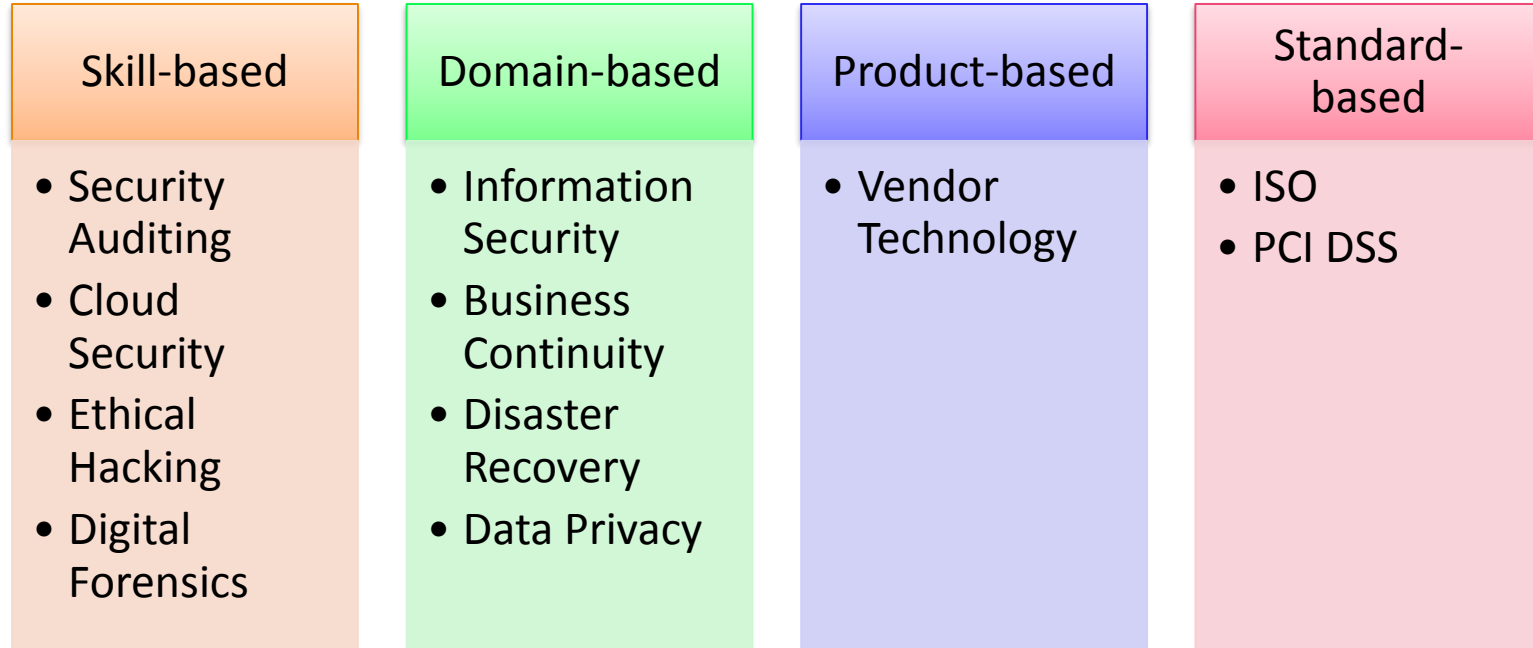 Skill-based
• Security
Auditing
• Cloud
Security
• Ethical
Hacking
• Digital
Forensics
Domain-based
• Information
Security
• Business
Continuity
• Disaster
Recovery
• Data Privacy
Product-based
• Vendor
Technology
Standard-
based
• ISO
• PCI DSS